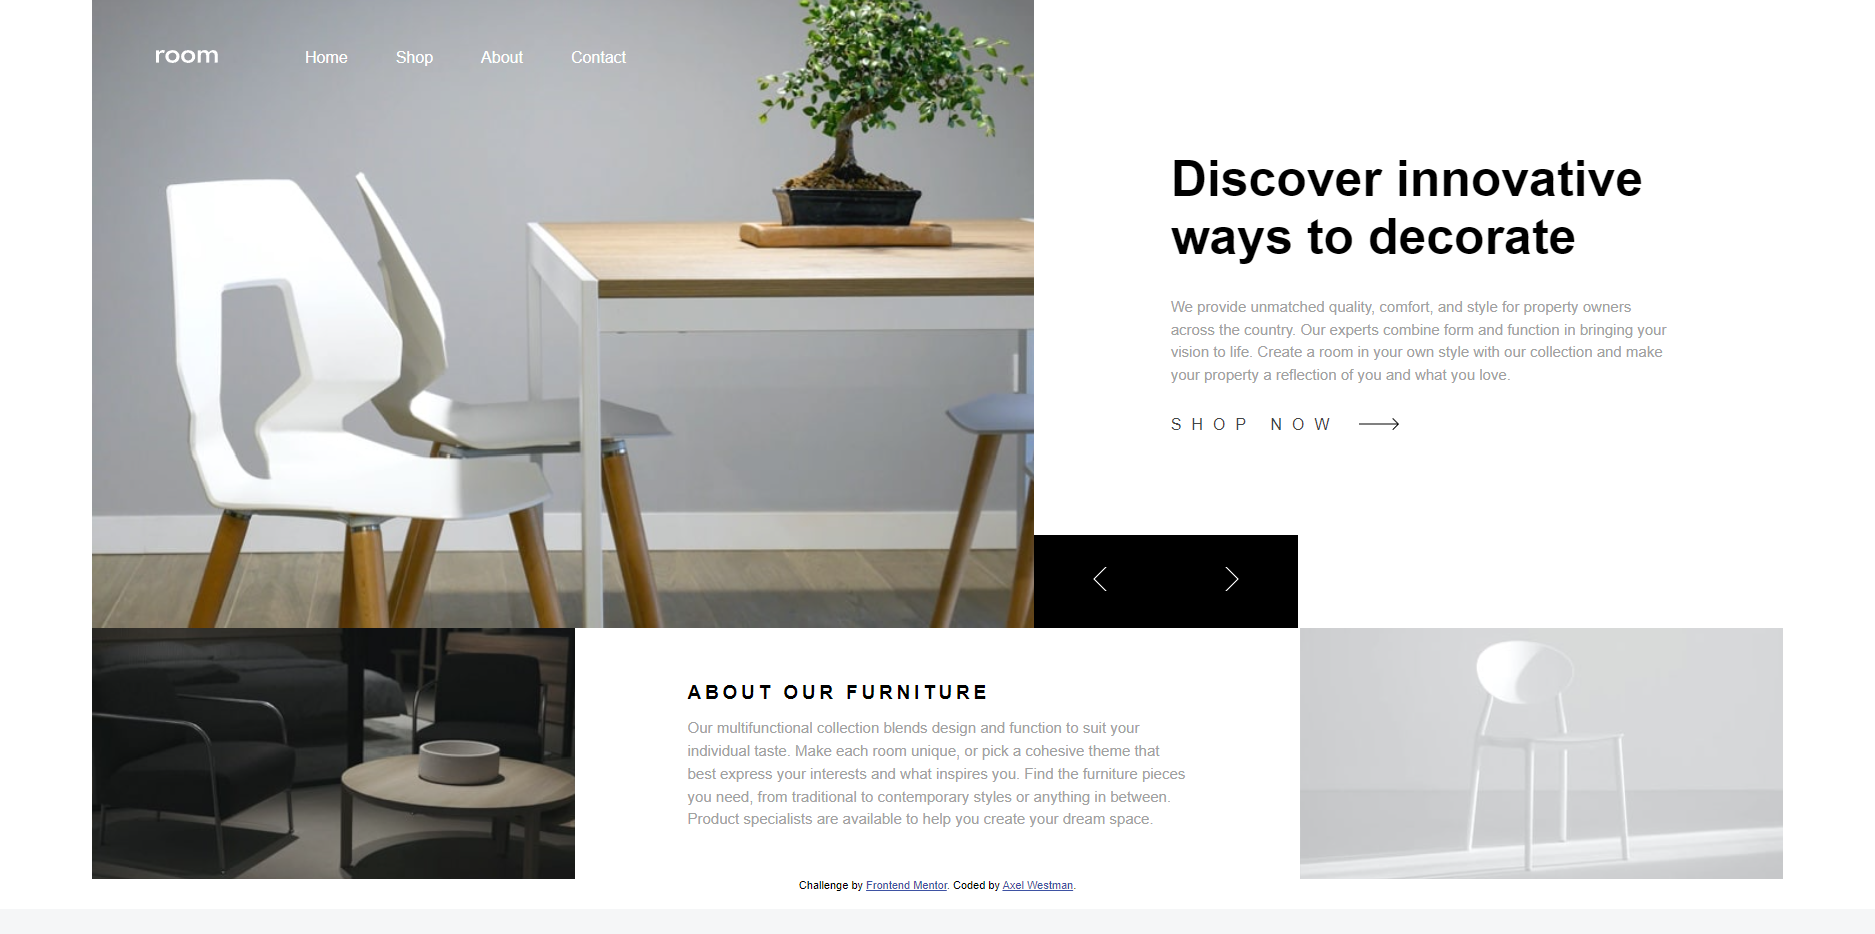 room
Home
Shop
About
Contact
Discover innovative
ways to decorate
We provide unmatched quality, comfort, and style for property owners
across the country. Our experts combine form and function in bringing your
vision to life. Create a room in your own style with our collection and make
your property a reflection of you and what you love.
SHOP NOW
ABOUT OUR FURNITURE
Our multifunctional collection blends design and function to suit your
individual taste. Make each room unique, or pick a cohesive theme that
best express your interests and what inspires you. Find the furniture pieces
you need, from traditional to contemporary styles or anything in between.
Product specialists are available to help you create your dream space.
Challenge by Frontend Mentor. Coded by Axel Westman.